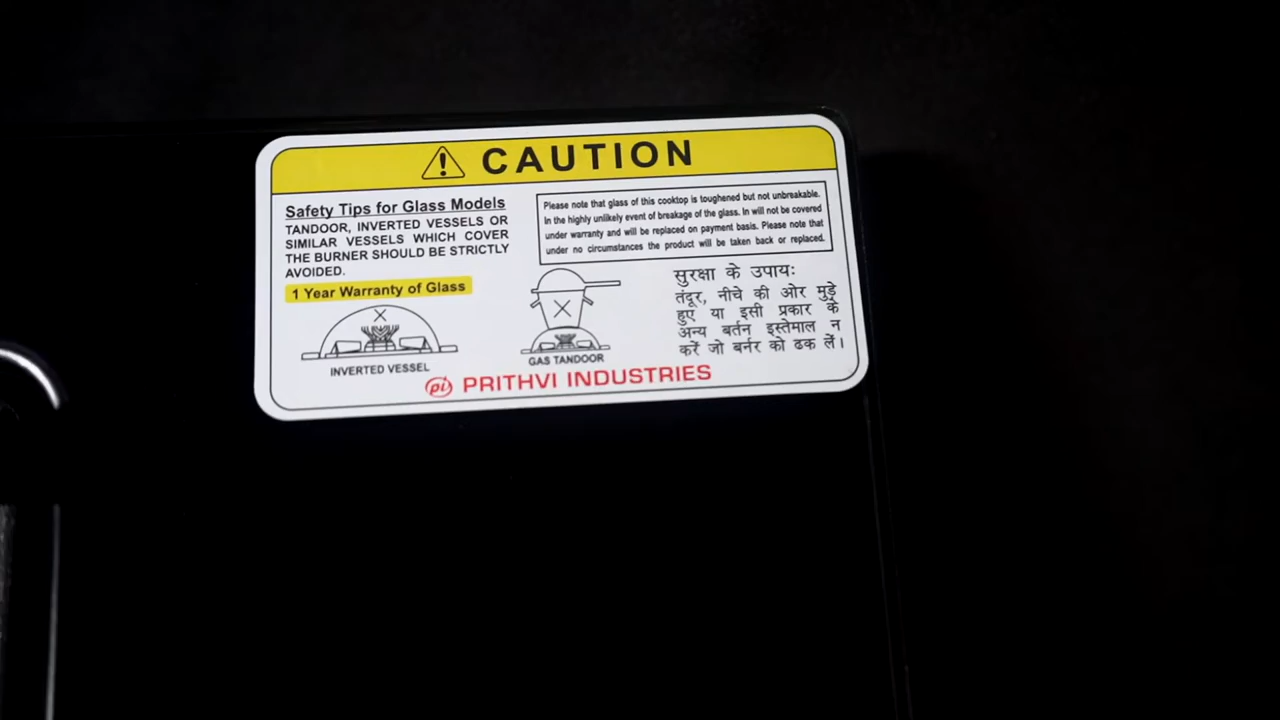 CAUTION
Safety Tips for Glass Models
TANDOOR, INVERTED VESSELS OR
SIMILAR VESSELS WHICH COVER
THE BURNER SHOULD BE STRICTLY
AVOIDED.
1 Year Warranty of Glass
INVERTED VESSEL
Please note that glass of this cooktop is toughened but not unbreakable.
In the highly unlikely event of breakage of the glass. In will not be covered
under warranty and will be replaced on payment basis. Please note that
under no circumstances the product will be taken back or replaced.
GAS TANDOOR
सुरक्षा के उपाय:
तंदूर, नीचे की ओर मुड़े
हुए या इसी प्रकार के
अन्य बर्तन इस्तेमाल न
करें जो बर्नर को ढक लें।
pi PRITHVI INDUSTRIES